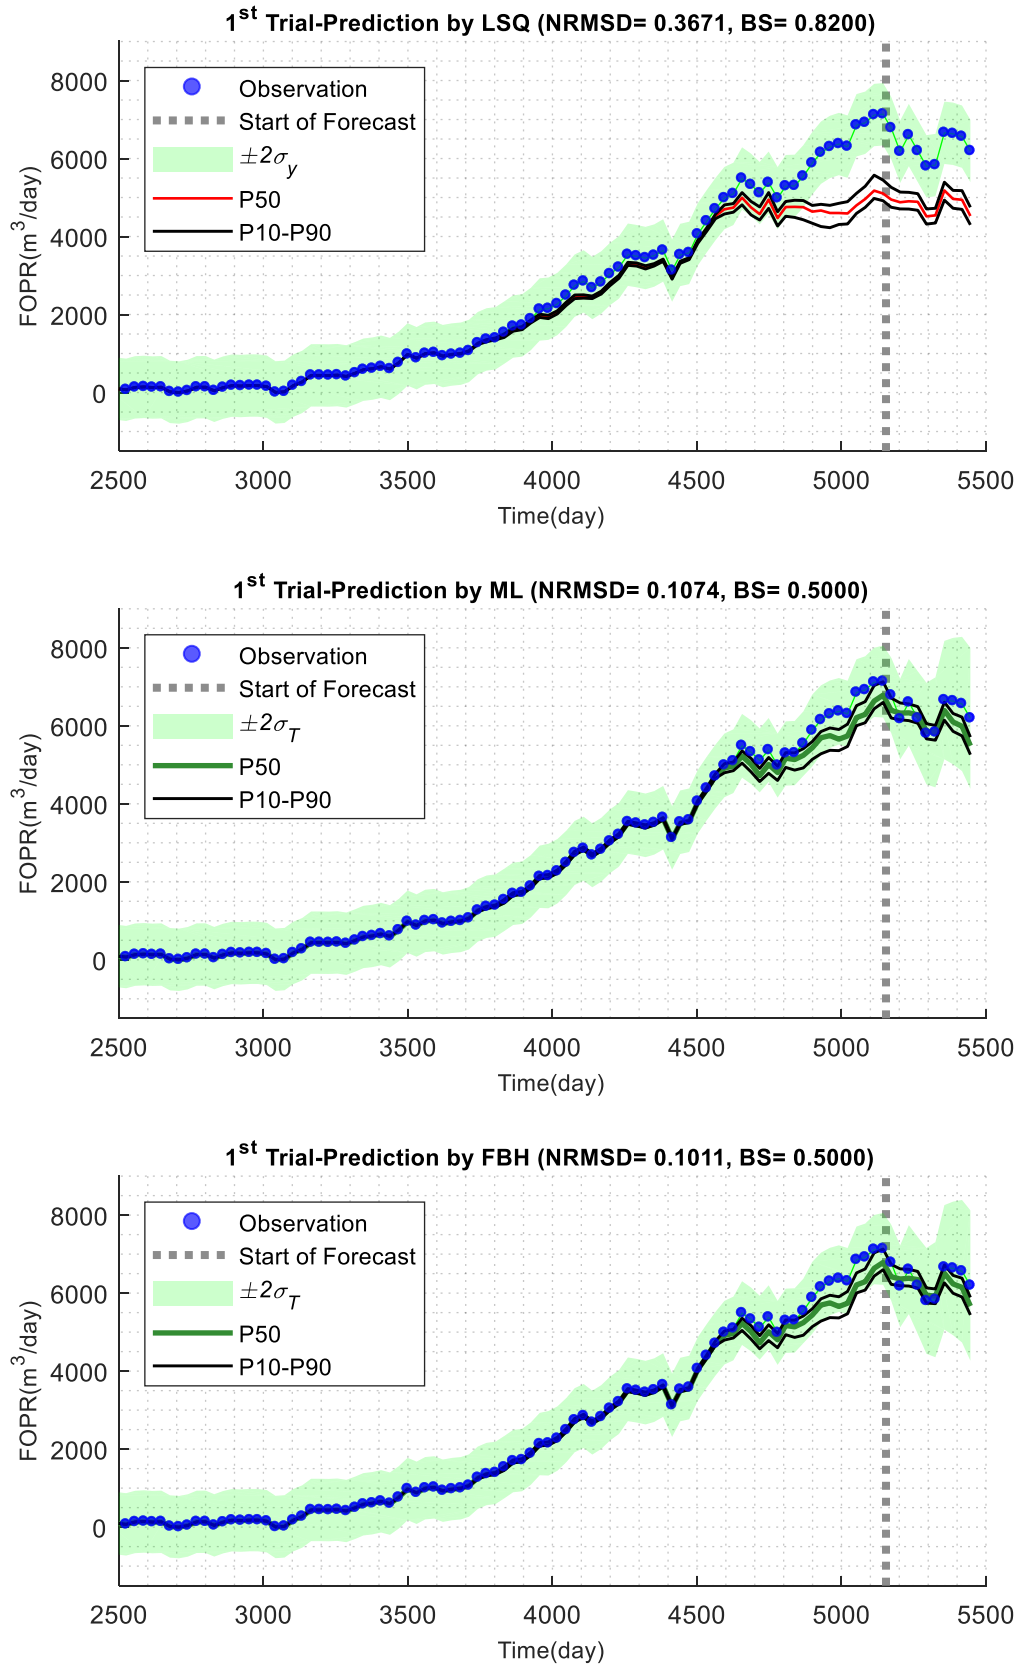 1st Trial-Prediction by LSQ (NRMSD= 0.3671, BS= 0.8200)
8000
6000
4000
2000
0
FOPR(m3/day)
Observation
Start of Forecast
±2σy
P50
P10-P90
2500 3000 3500 4000 4500 5000 5500
Time(day)
1st Trial-Prediction by ML (NRMSD= 0.1074, BS= 0.5000)
8000
6000
4000
2000
0
FOPR(m3/day)
Observation
Start of Forecast
±2σT
P50
P10-P90
2500 3000 3500 4000 4500 5000 5500
Time(day)
1st Trial-Prediction by FBH (NRMSD= 0.1011, BS= 0.5000)
8000
6000
4000
2000
0
FOPR(m3/day)
Observation
Start of Forecast
±2σT
P50
P10-P90
2500 3000 3500 4000 4500 5000 5500
Time(day)